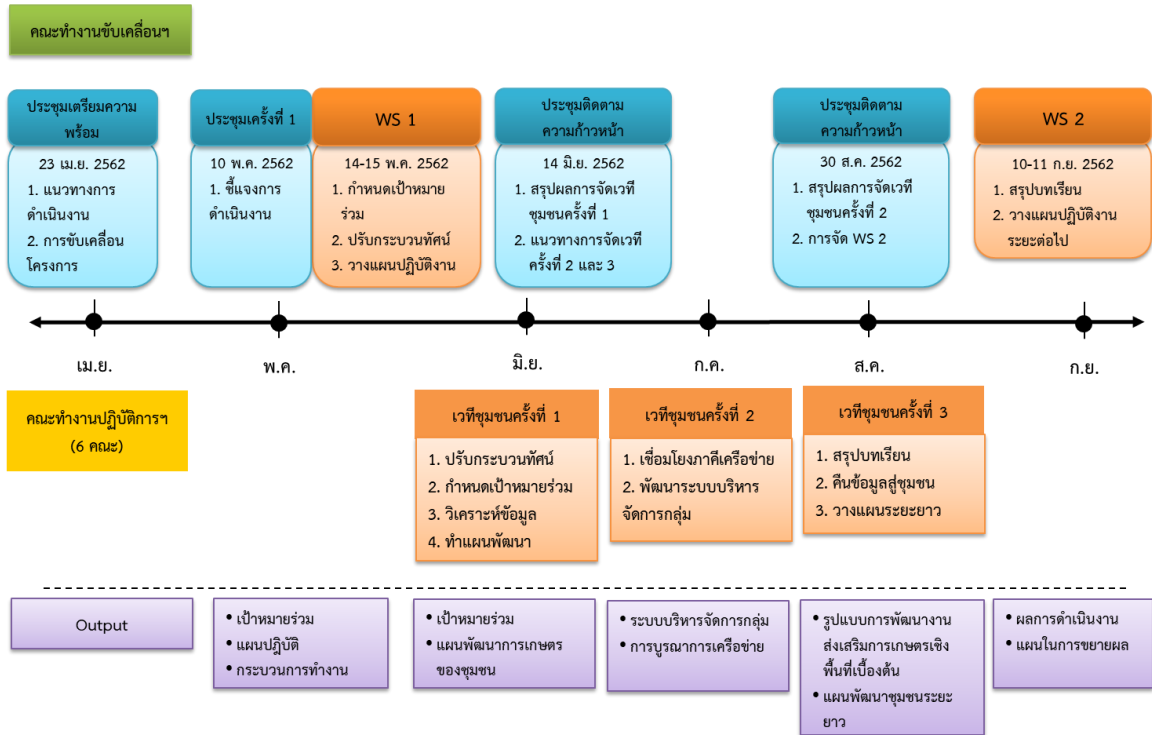 คณะทำงานขับเคลื่อนฯ
ประชุมเตรียมความ
พร้อม
23 เม.ย. 2562
1. แนวทางการ
ดำเนินงาน
2. การขับเคลื่อน
โครงการ
ประชุมครั้งที่ 1
10 พ.ค. 2562
1. ชี้แจงการ
ดำเนินงาน
WS 1
14-15 พ.ค. 2562
1. กำหนดเป้าหมาย
ร่วม
2. ปรับกระบวนทัศน์
3. วางแผนปฏิบัติงาน
ประชุมติดตาม
ความก้าวหน้า
14 มิ.ย. 2562
1. สรุปผลการจัดเวที
ชุมชนครั้งที่ 1
2. แนวทางการจัดเวที
ครั้งที่ 2 และ 3
ประชุมติดตาม
ความก้าวหน้า
30 ส.ค. 2562
1. สรุปผลการจัดเวที
ชุมชนครั้งที่ 2
2. การจัด WS 2
WS 2
10-11 ก.ย. 2562
1. สรุปบทเรียน
2. วางแผนปฏิบัติงาน
ระยะต่อไป
เม.ย.
พ.ค.
มิ.ย.
ก.ค.
ส.ค.
ก.ย.
คณะทำงานปฏิบัติการฯ
(6 คณะ)
เวทีชุมชนครั้งที่ 1
1. ปรับกระบวนทัศน์
2. กำหนดเป้าหมายร่วม
3. วิเคราะห์ข้อมูล
4. ทำแผนพัฒนา
เวทีชุมชนครั้งที่ 2
1. เชื่อมโยงภาคีเครือข่าย
2. พัฒนาระบบบริหาร
จัดการกลุ่ม
เวทีชุมชนครั้งที่ 3
1. สรุปบทเรียน
2. คืนข้อมูลสู่ชุมชน
3. วางแผนระยะยาว
Output
• เป้าหมายร่วม
• แผนปฏิบัติ
• กระบวนการทำงาน
• เป้าหมายร่วม
• แผนพัฒนาการเกษตร
ของชุมชน
• ระบบบริหารจัดการกลุ่ม
• การบูรณาการเครือข่าย
• รูปแบบการพัฒนางาน
ส่งเสริมการเกษตรเชิง
พื้นที่เบื้องต้น
• แผนพัฒนาชุมชนระยะ
ยาว
• ผลการดำเนินงาน
• แผนในการขยายผล